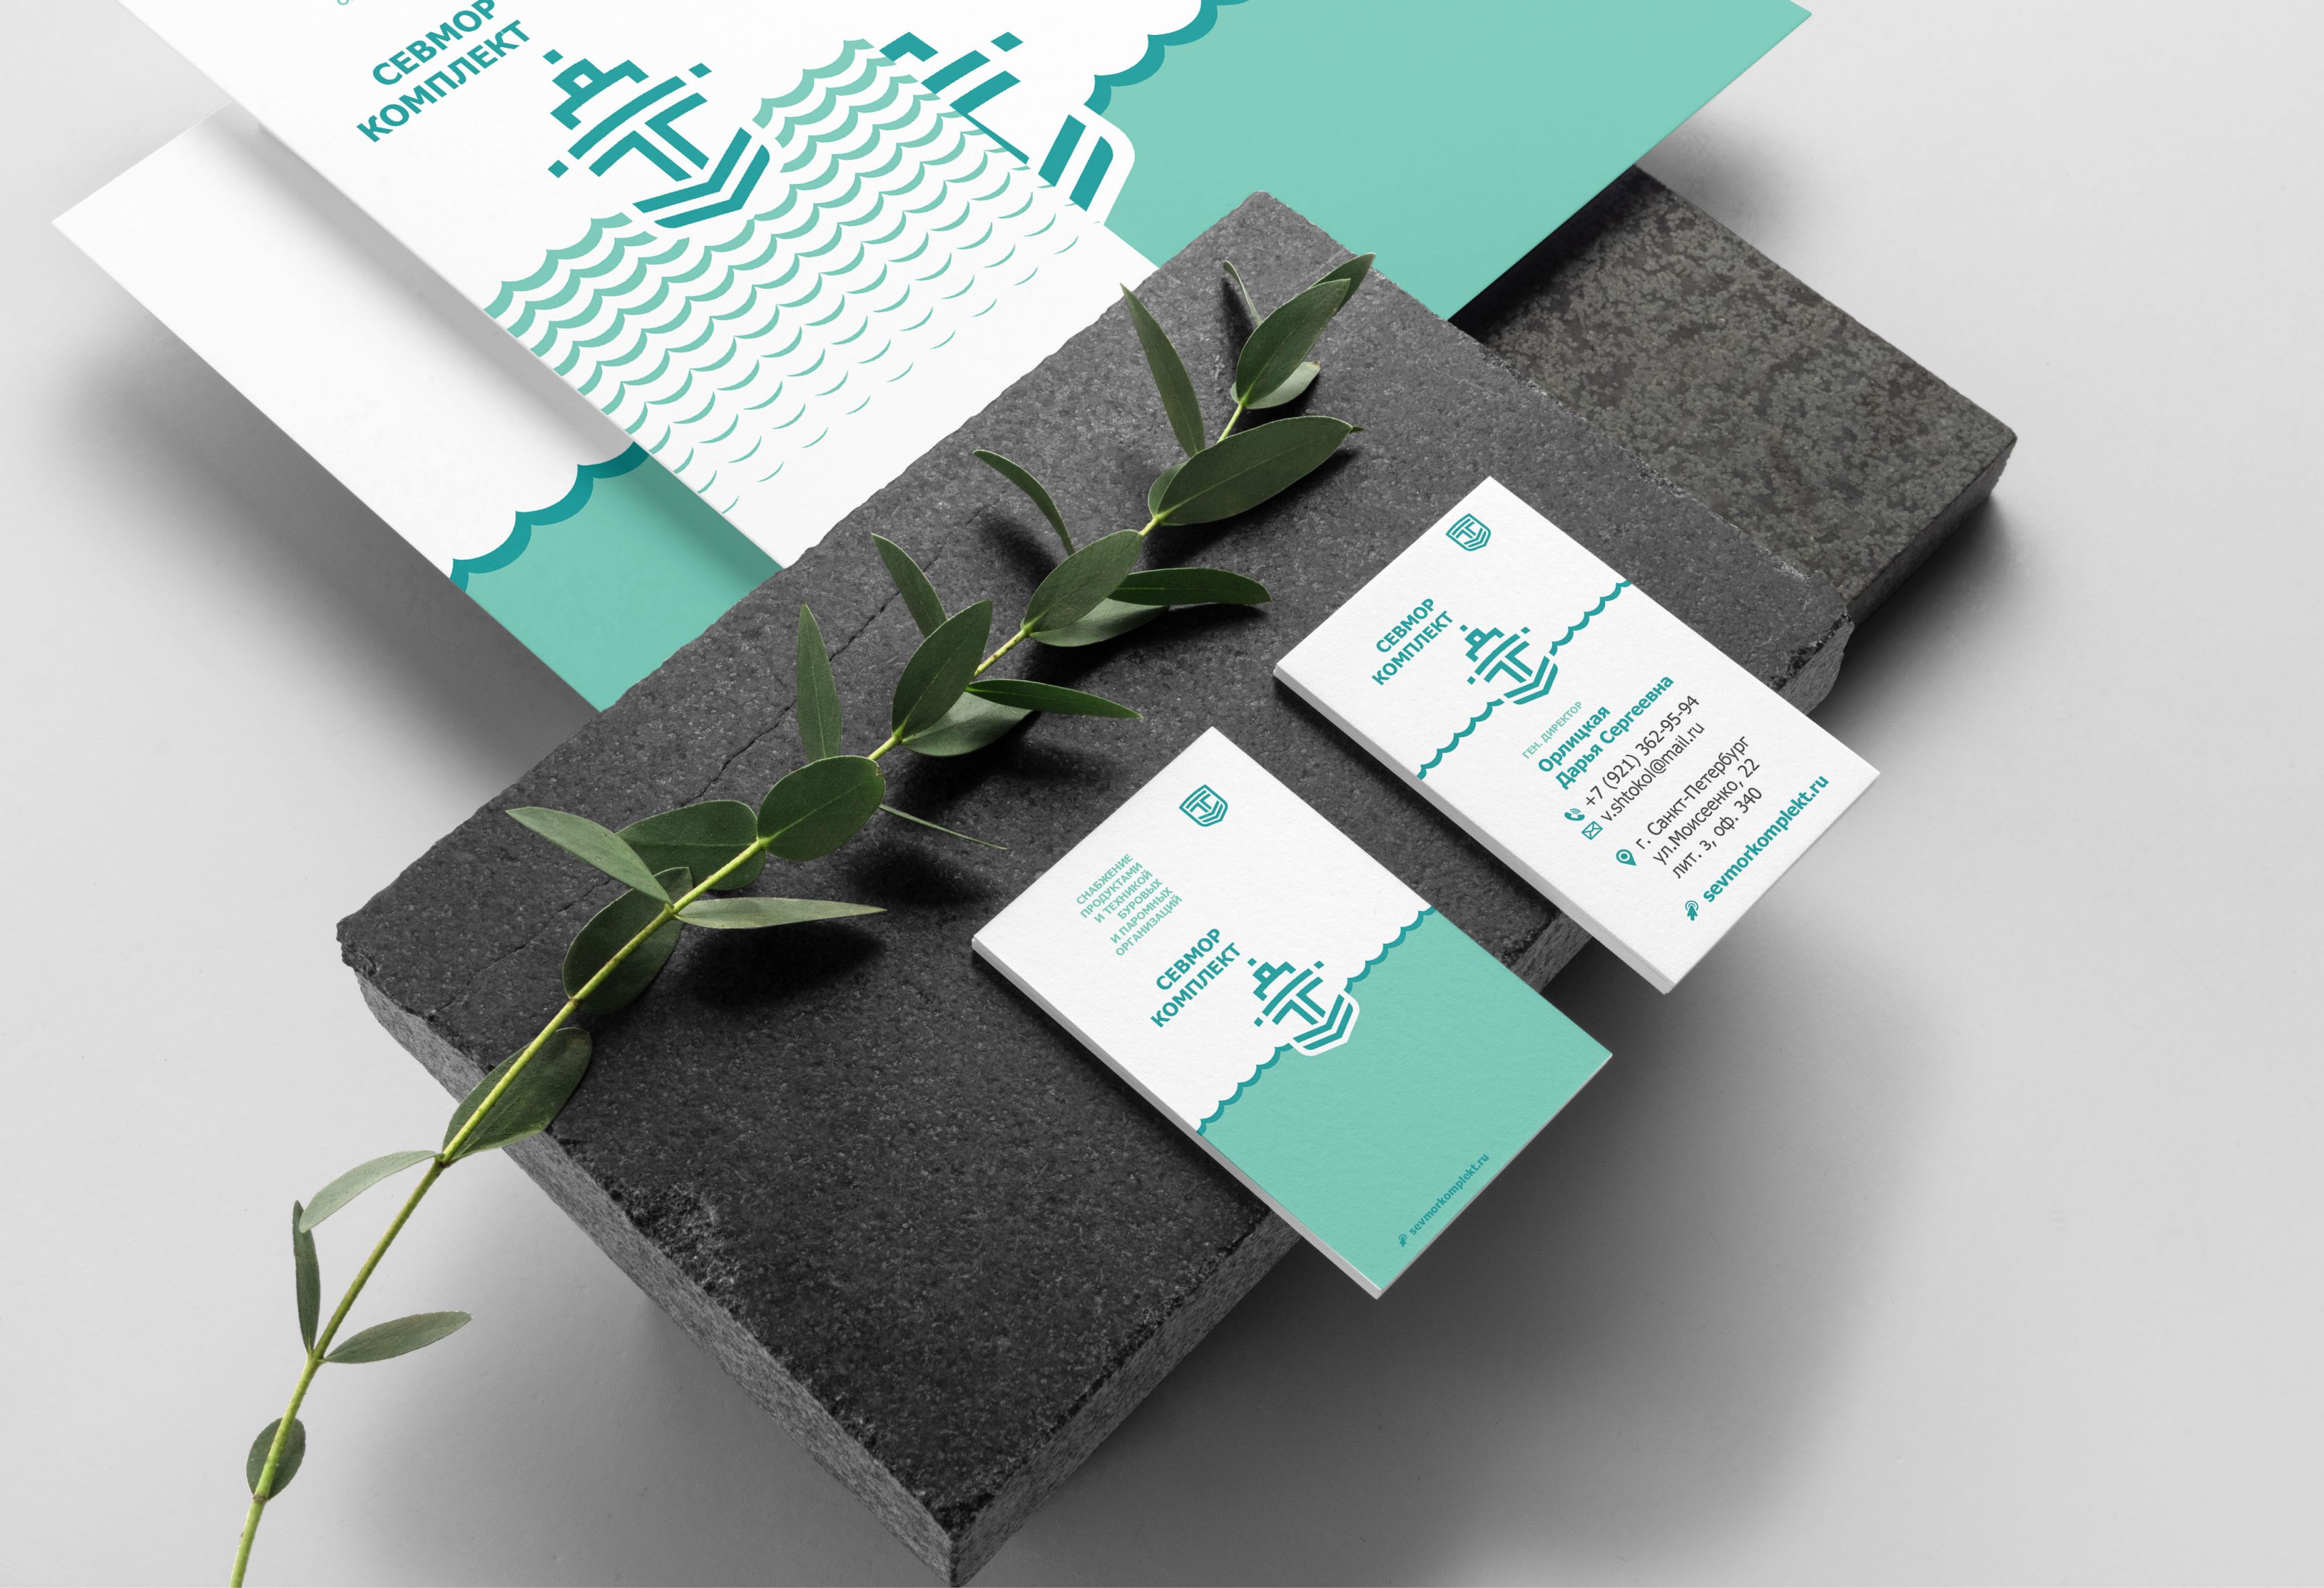 СЕВМОР
КОМПЛЕКТ
СЕВМОР
КОМПЛЕКТ
ГЕН. ДИРЕКТОР
Орлицкая
Дарья Сергеевна
+7 (921) 362-95-94
v.shtokol@mail.ru
г. Санкт-Петербург
ул.Моисеенко, 22
лит. З, оф. 340
sevmorkomplekt.ru
СНАБЖЕНИЕ
ПРОДУКТАМИ
И ТЕХНИКОЙ
БУРОВЫХ
И ПАРОМНЫХ
ОРГАНИЗАЦИЙ
СЕВМОР
КОМПЛЕКТ
sevmorkomplekt.ru